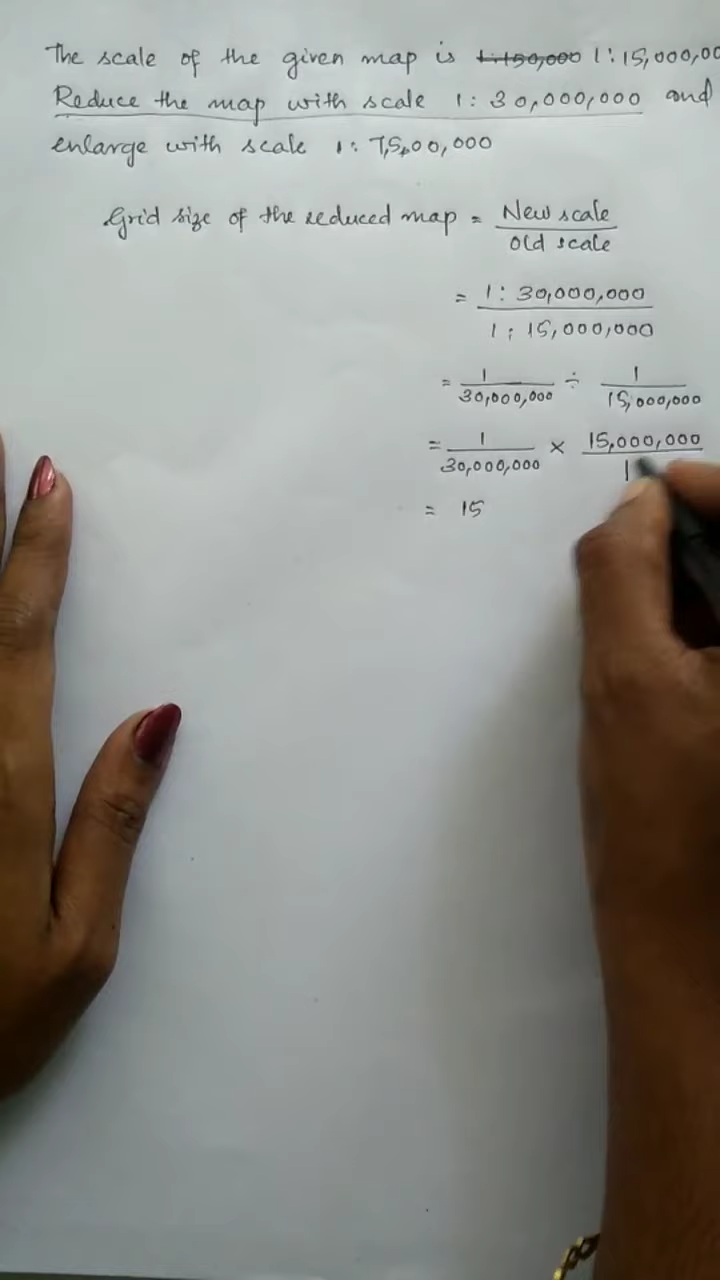 The scale of the given map is 1:150,000 1:15,000,00
Reduce the map with scale 1:30,000,000 and
enlarge with scale 1:7,5,00,000
Grid size of the reduced map = New scale
Old scale
= 1:30,000,000
1:15,000,000
= 1 ÷ 1
30,000,000 15,000,000
= 1 × 15,000,000
30,000,000 1
= 15